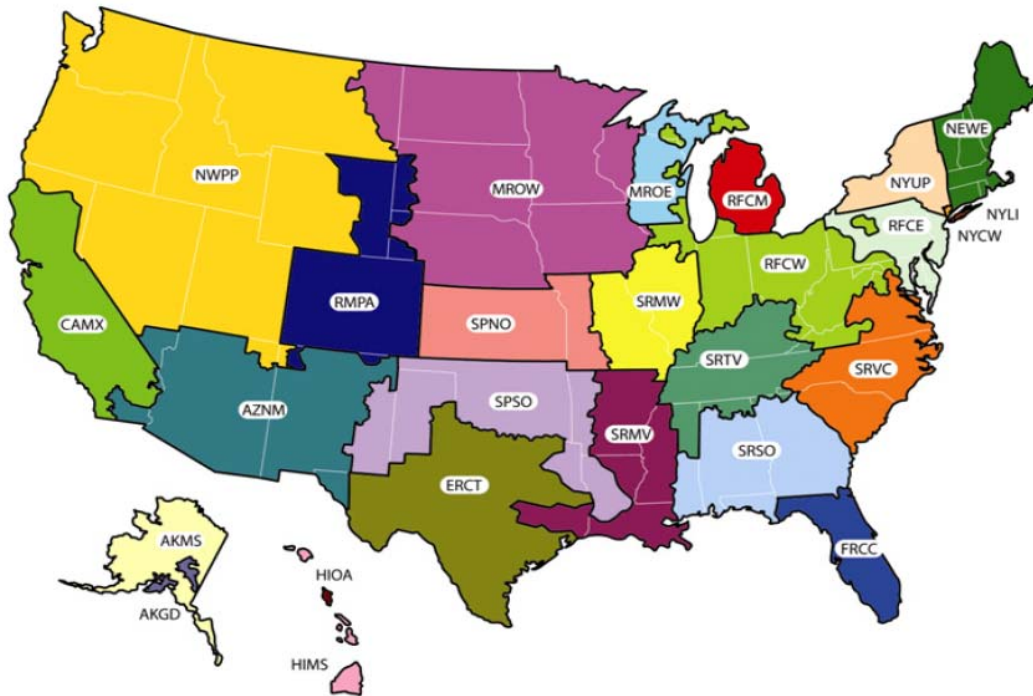 NEWE
NWPP
MROW
MROE
RFCM
NYUP
NYLI
RFCE
NYCW
RFCW
RMPA
SRMW
CAMX
SPNO
SRTV
SRVC
AZNM
SPSO
SRMV
SRSO
ERCT
AKMS
FRCC
HIOA
AKGD
HIMS